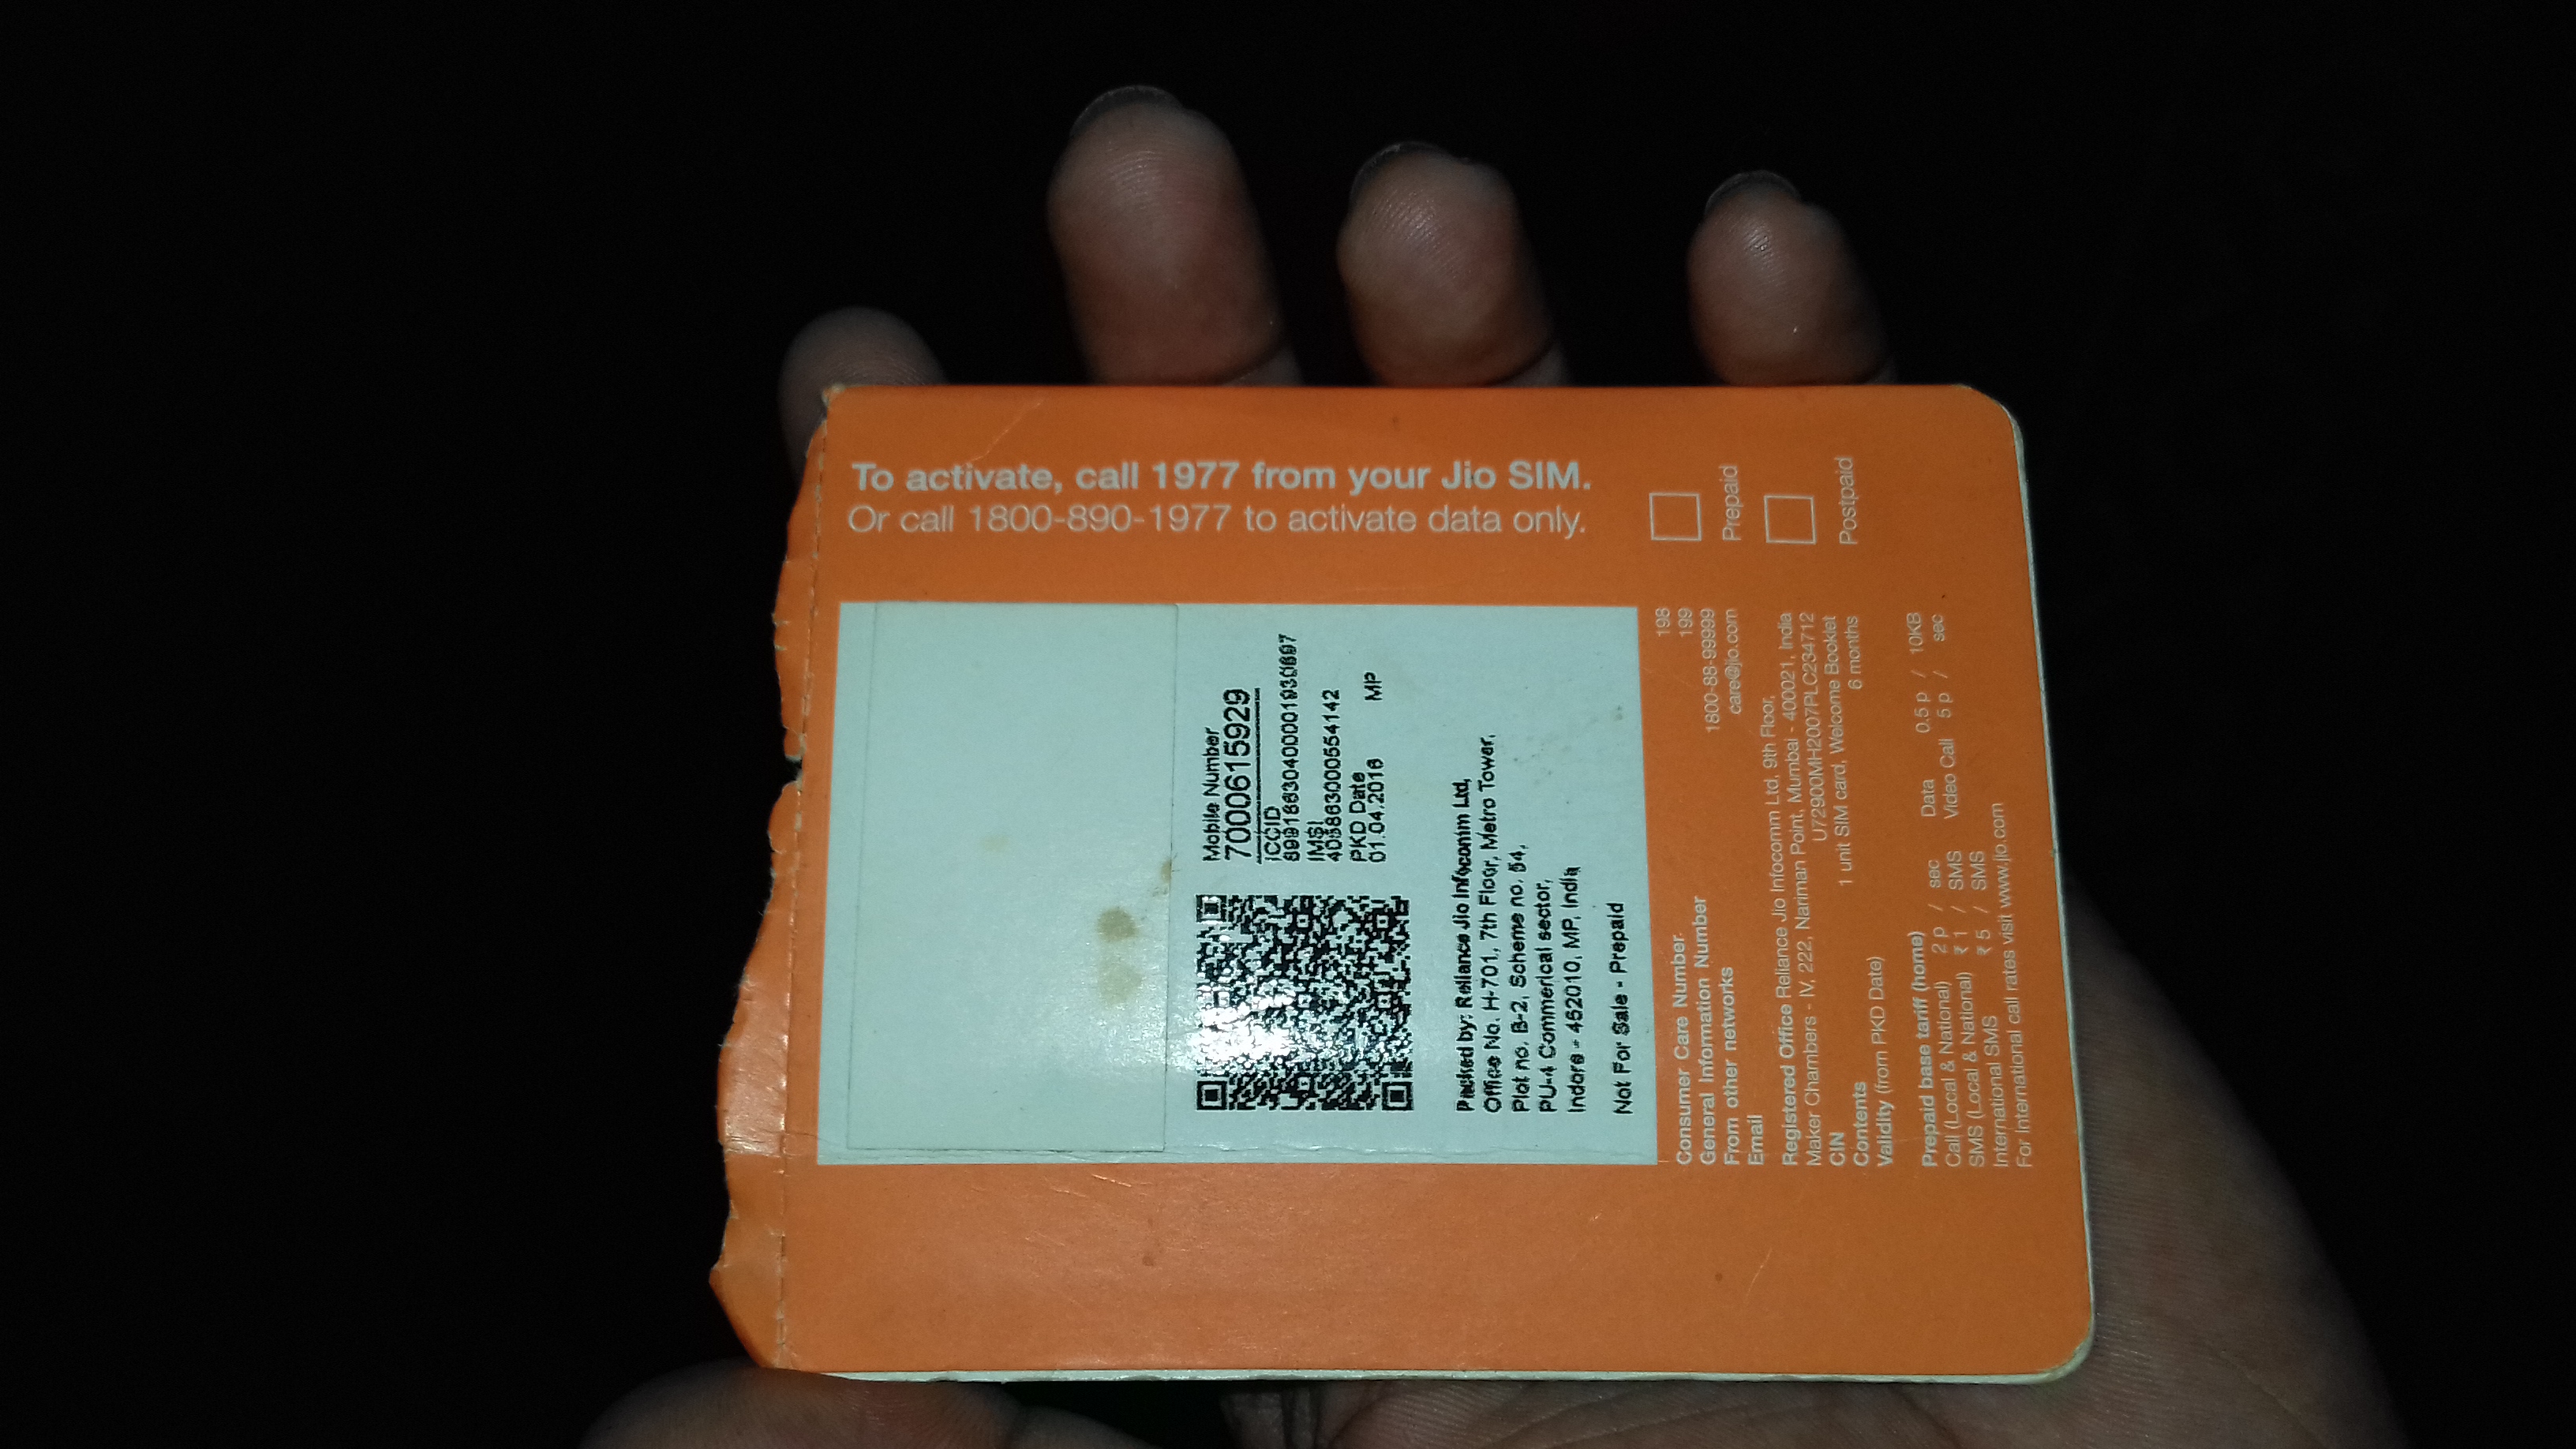 To activate, call 1977 from your Jio SIM.
Or call 1800-890-1977 to activate data only.
Prepaid
Postpaid
Mobile Number
7000615929
ICCID
IMSI
405863000554142
PKD Date
01.04.2016 MP
Packed by: Reliance Jio Infocomm Ltd,
Office No. H-701, 7th Floor, Metro Tower,
Plot no. B-2, Scheme no. 54,
PU-4 Commerical sector,
Indore - 452010, MP, India
Not For Sale - Prepaid
Consumer Care Number 198
General Information Number 199
From other networks 1800-88-99999
Email care@jio.com
Registered Office Reliance Jio Infocomm Ltd, 9th Floor,
Maker Chambers - IV, 222, Nariman Point, Mumbai - 400021, India
CIN U72900MH2007PLC234712
Contents 1 unit SIM card, Welcome Booklet
Validity (from PKD Date) 6 months
Prepaid base tariff (home) Data 0.5 p / 10KB
Call (Local & National) 2 p / sec Video Call 5 p / sec
SMS (Local & National) ₹ 1 / SMS
International SMS ₹ 5 / SMS
For International call rates visit www.jio.com